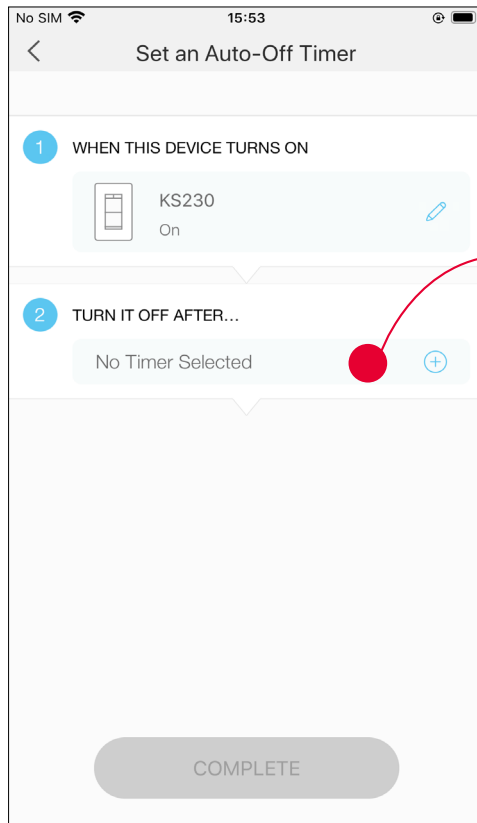 No SIM 15:53
Set an Auto-Off Timer
1 WHEN THIS DEVICE TURNS ON
KS230
On
2 TURN IT OFF AFTER...
No Timer Selected
COMPLETE